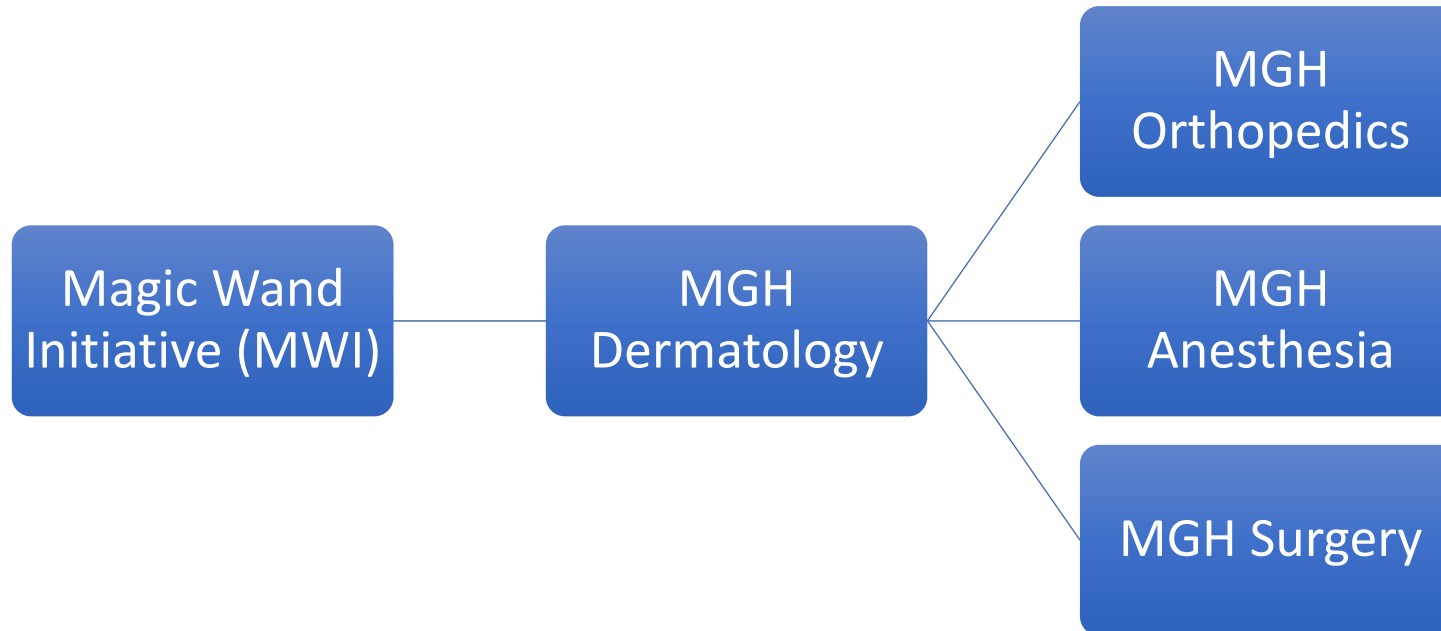 Magic Wand
Initiative (MWI)
MGH
Dermatology
MGH
Orthopedics
MGH
Anesthesia
MGH Surgery